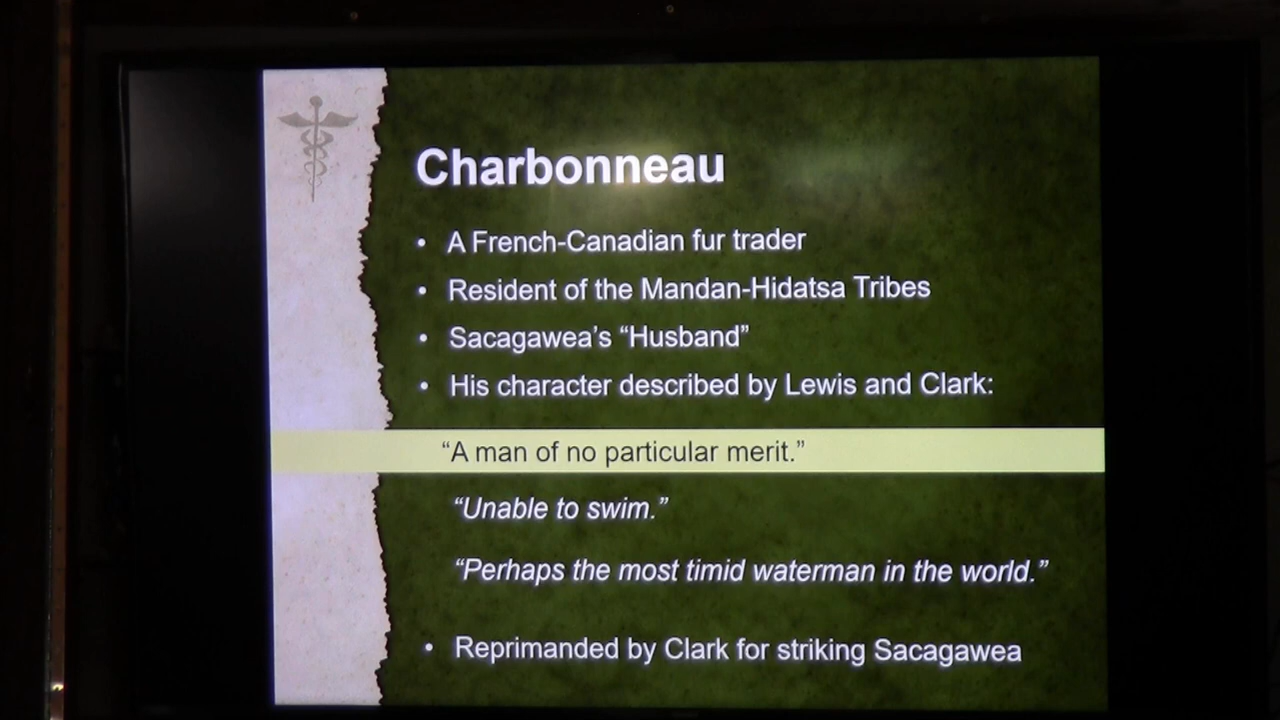 Charbonneau
• A French-Canadian fur trader
• Resident of the Mandan-Hidatsa Tribes
• Sacagawea’s “Husband”
• His character described by Lewis and Clark:
“A man of no particular merit.”
“Unable to swim.”
“Perhaps the most timid waterman in the world.”
• Reprimanded by Clark for striking Sacagawea